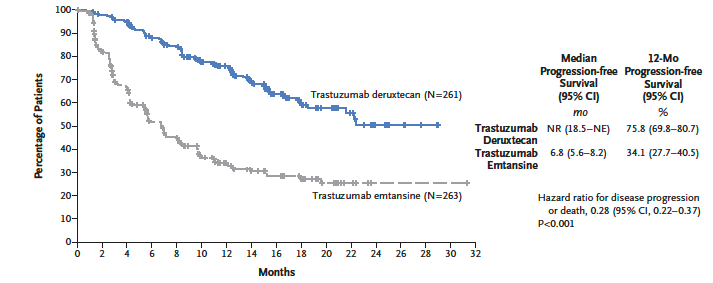 100
90
80
70
60
50
40
30
20
10
0
Percentage of Patients
0 2 4 6 8 10 12 14 16 18 20 22 24 26 28 30 32
Months
Trastuzumab deruxtecan (N=261)
Trastuzumab emtansine (N=263)
Median Progression-free Survival (95% CI)
12-Mo Progression-free Survival (95% CI)
mo %
Trastuzumab Deruxtecan NR (18.5–NE) 75.8 (69.8–80.7)
Trastuzumab Emtansine 6.8 (5.6–8.2) 34.1 (27.7–40.5)
Hazard ratio for disease progression
or death, 0.28 (95% CI, 0.22–0.37)
P<0.001